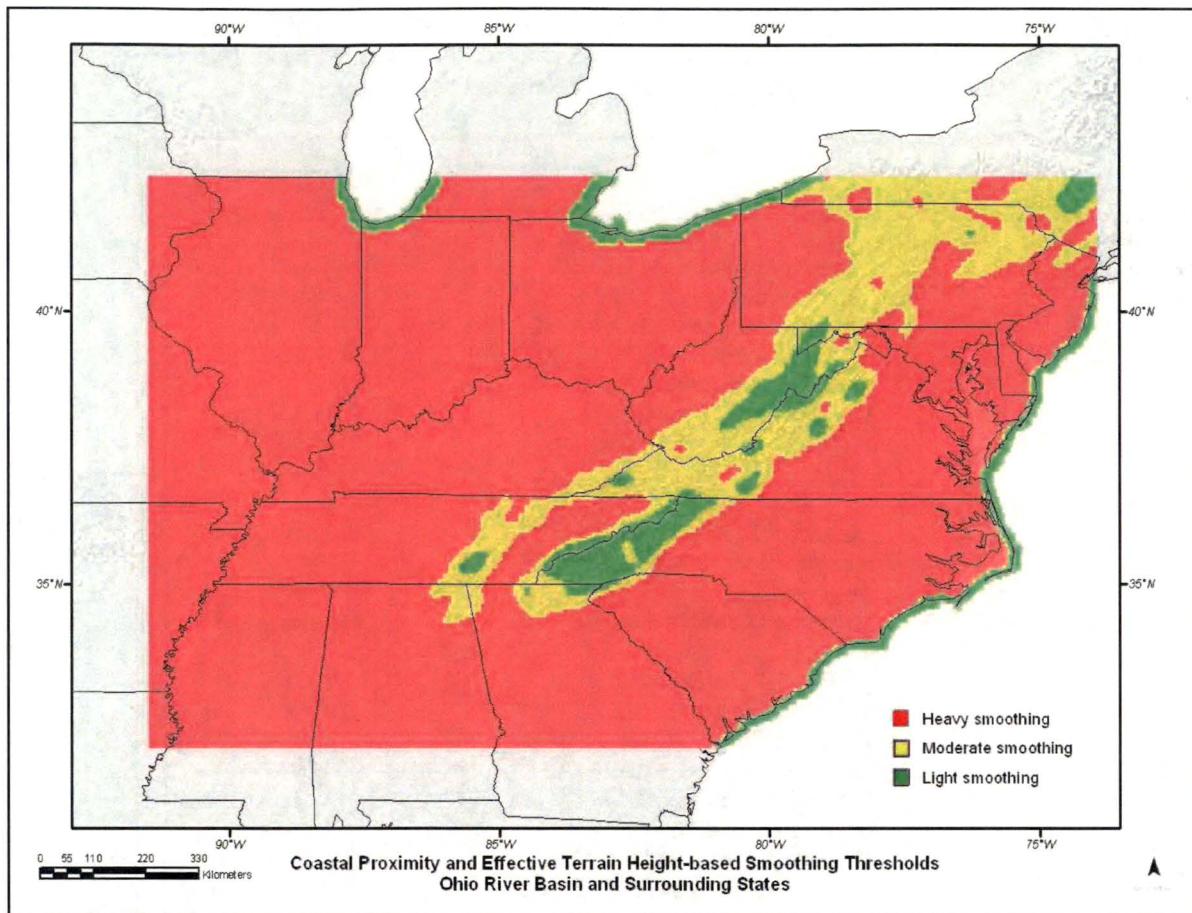 90°W 85°W 80°W 75°W
40°N 40°N
35°N 35°N
Heavy smoothing
Moderate smoothing
Light smoothing
90°W 85°W 80°W 75°W
0 55 110 220 330
Kilometers
Coastal Proximity and Effective Terrain Height-based Smoothing Thresholds
Ohio River Basin and Surrounding States